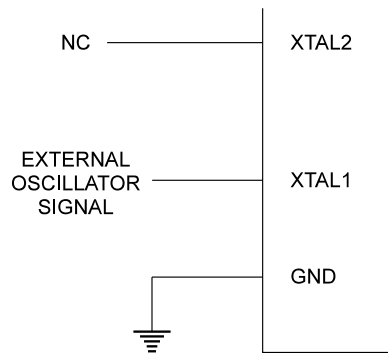 NC XTAL2
EXTERNAL
OSCILLATOR
SIGNAL
XTAL1
GND